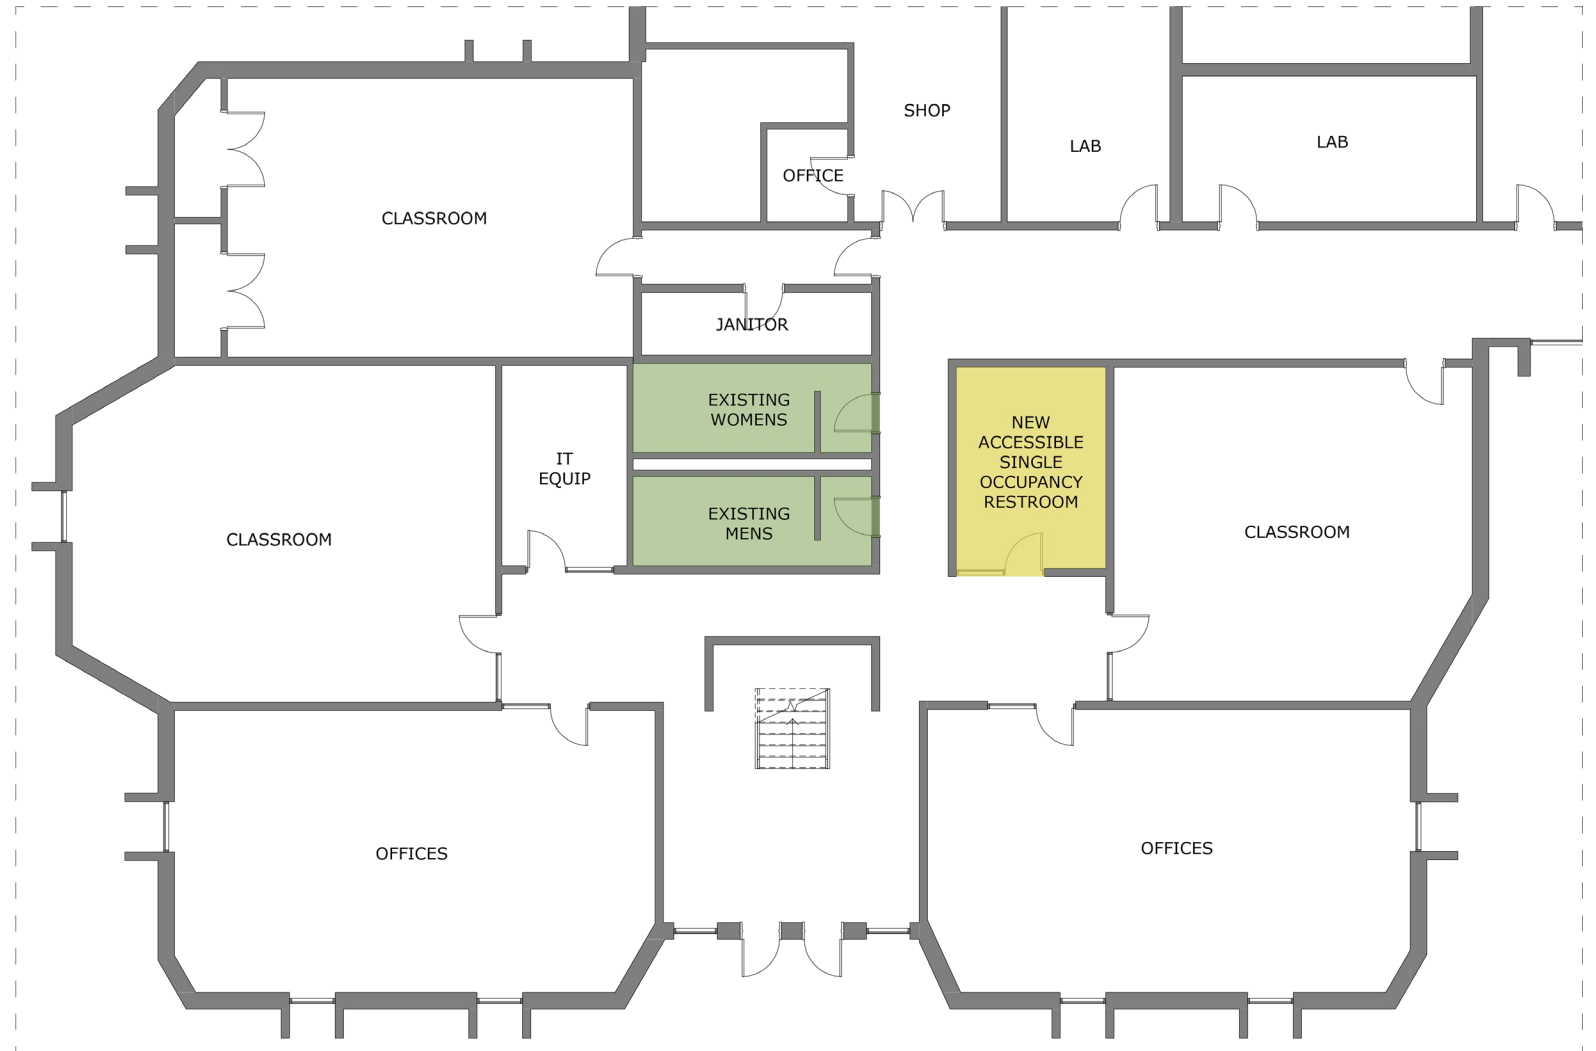 SHOP
LAB
LAB
OFFICE
CLASSROOM
JANITOR
EXISTING
WOMENS
NEW
ACCESSIBLE
SINGLE
OCCUPANCY
RESTROOM
IT
EQUIP
EXISTING
MENS
CLASSROOM
CLASSROOM
OFFICES
OFFICES